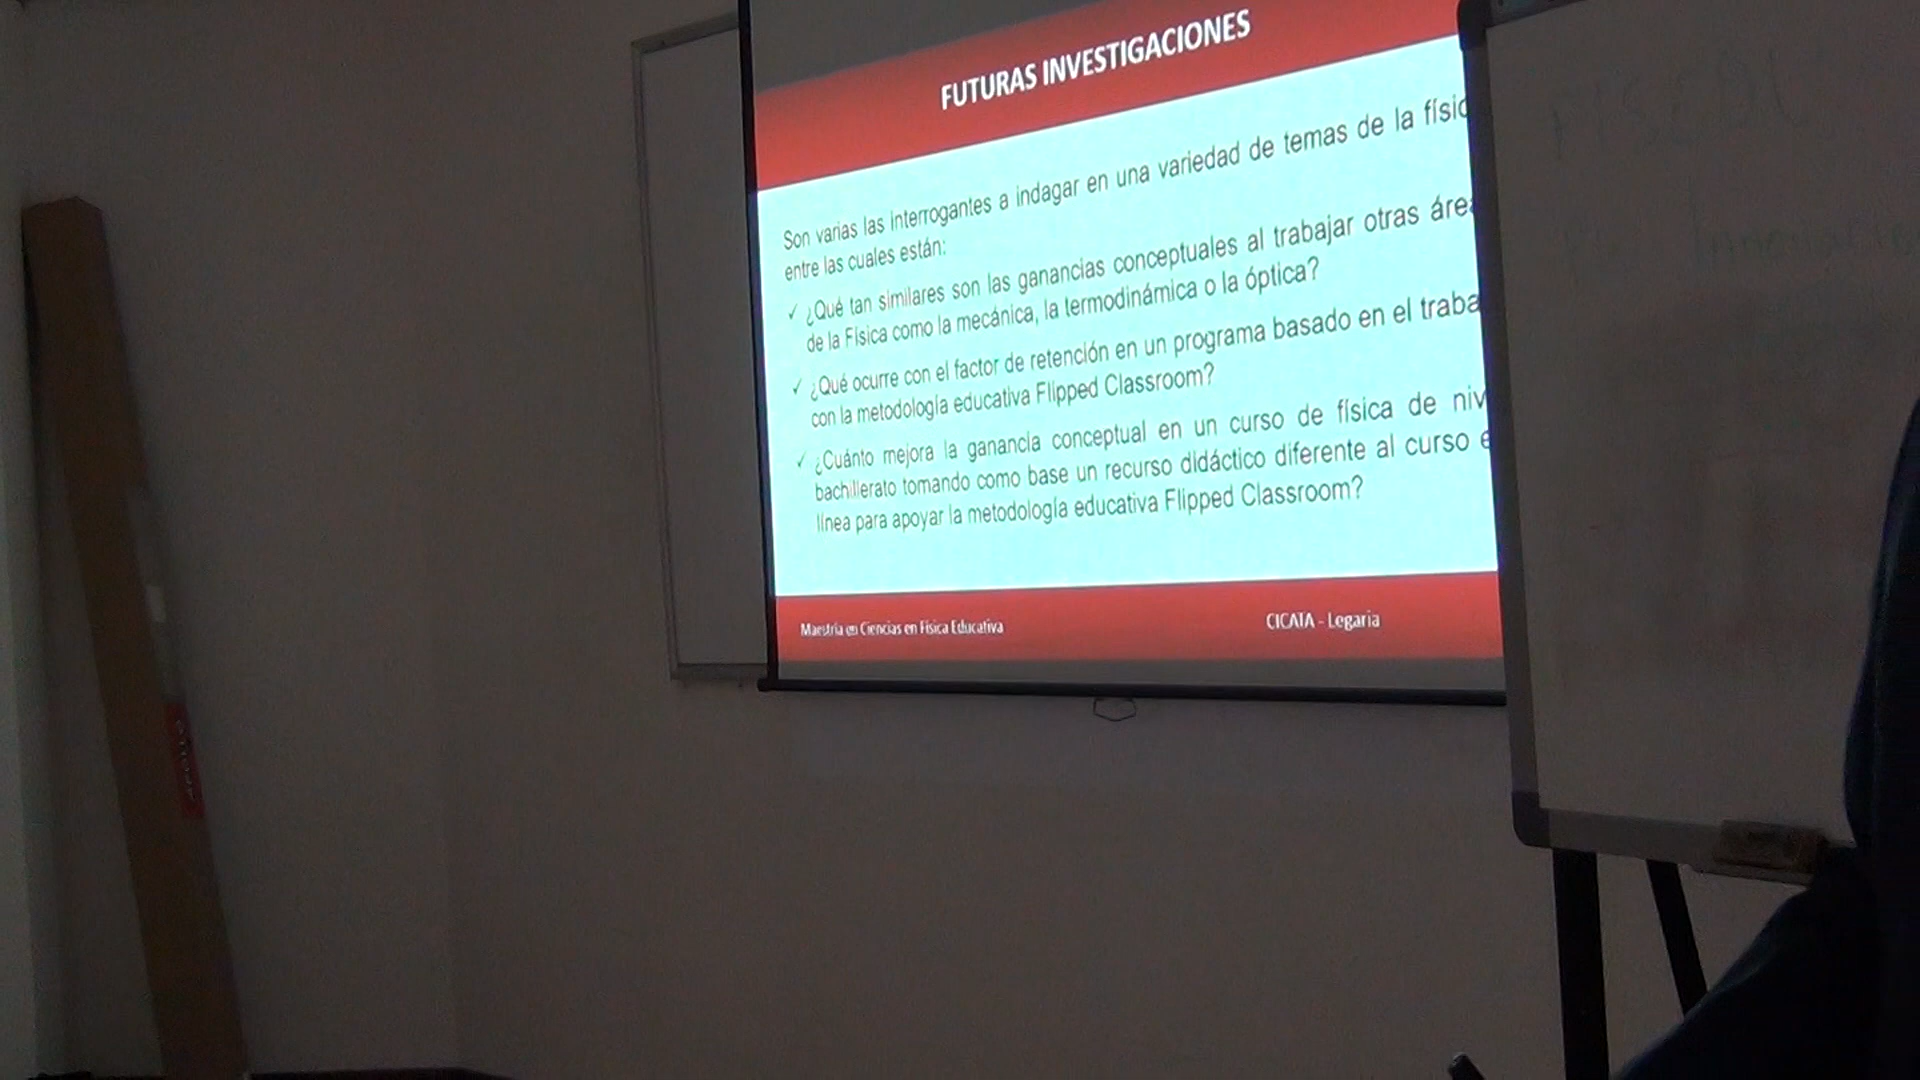 FUTURAS INVESTIGACIONES
Son varias las interrogantes a indagar en una variedad de temas de la físic
entre las cuales están:
✓ ¿Qué tan similares son las ganancias conceptuales al trabajar otras área
de la Física como la mecánica, la termodinámica o la óptica?
✓ ¿Qué ocurre con el factor de retención en un programa basado en el traba
con la metodología educativa Flipped Classroom?
✓ ¿Cuánto mejora la ganancia conceptual en un curso de física de niv
bachillerato tomando como base un recurso didáctico diferente al curso e
línea para apoyar la metodología educativa Flipped Classroom?
Maestría en Ciencias en Física Educativa
CICATA - Legaria
APOLLO